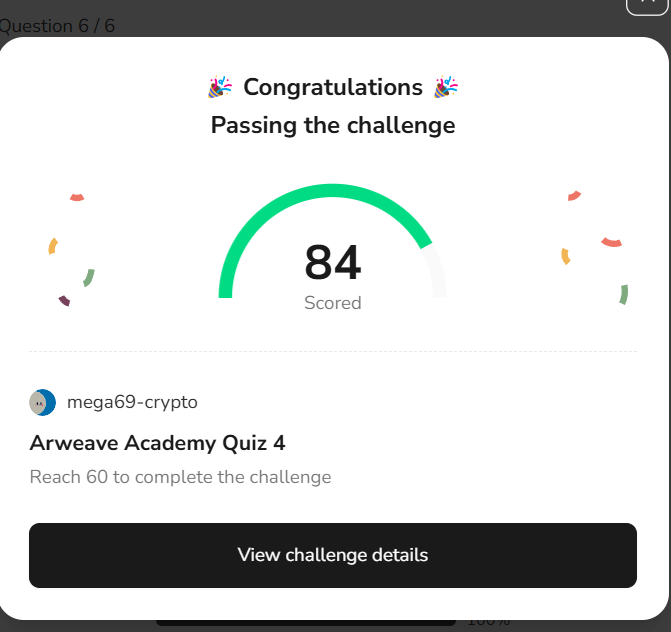 Question 6 / 6
🎉 Congratulations 🎉
Passing the challenge
84
Scored
mega69-crypto
Arweave Academy Quiz 4
Reach 60 to complete the challenge
View challenge details
100%